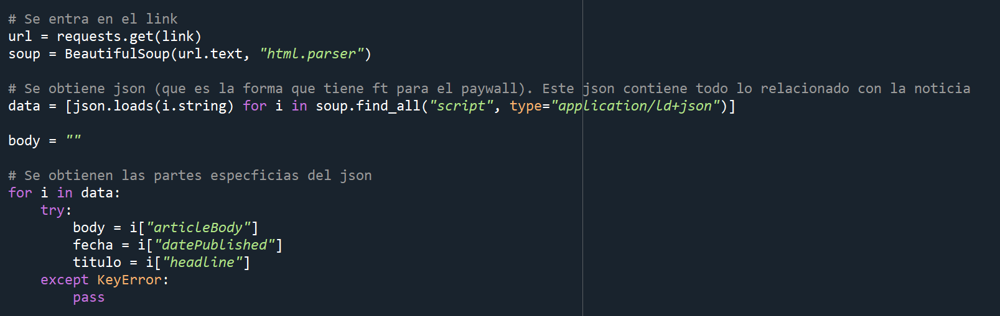 # Se entra en el link
url = requests.get(link)
soup = BeautifulSoup(url.text, "html.parser")
# Se obtiene json (que es la forma que tiene ft para el paywall). Este json contiene todo lo relacionado con la noticia
data = [json.loads(i.string) for i in soup.find_all("script", type="application/ld+json")]
body = ""
# Se obtienen las partes especficias del json
for i in data:
    try:
        body = i["articleBody"]
        fecha = i["datePublished"]
        titulo = i["headline"]
    except KeyError:
        pass